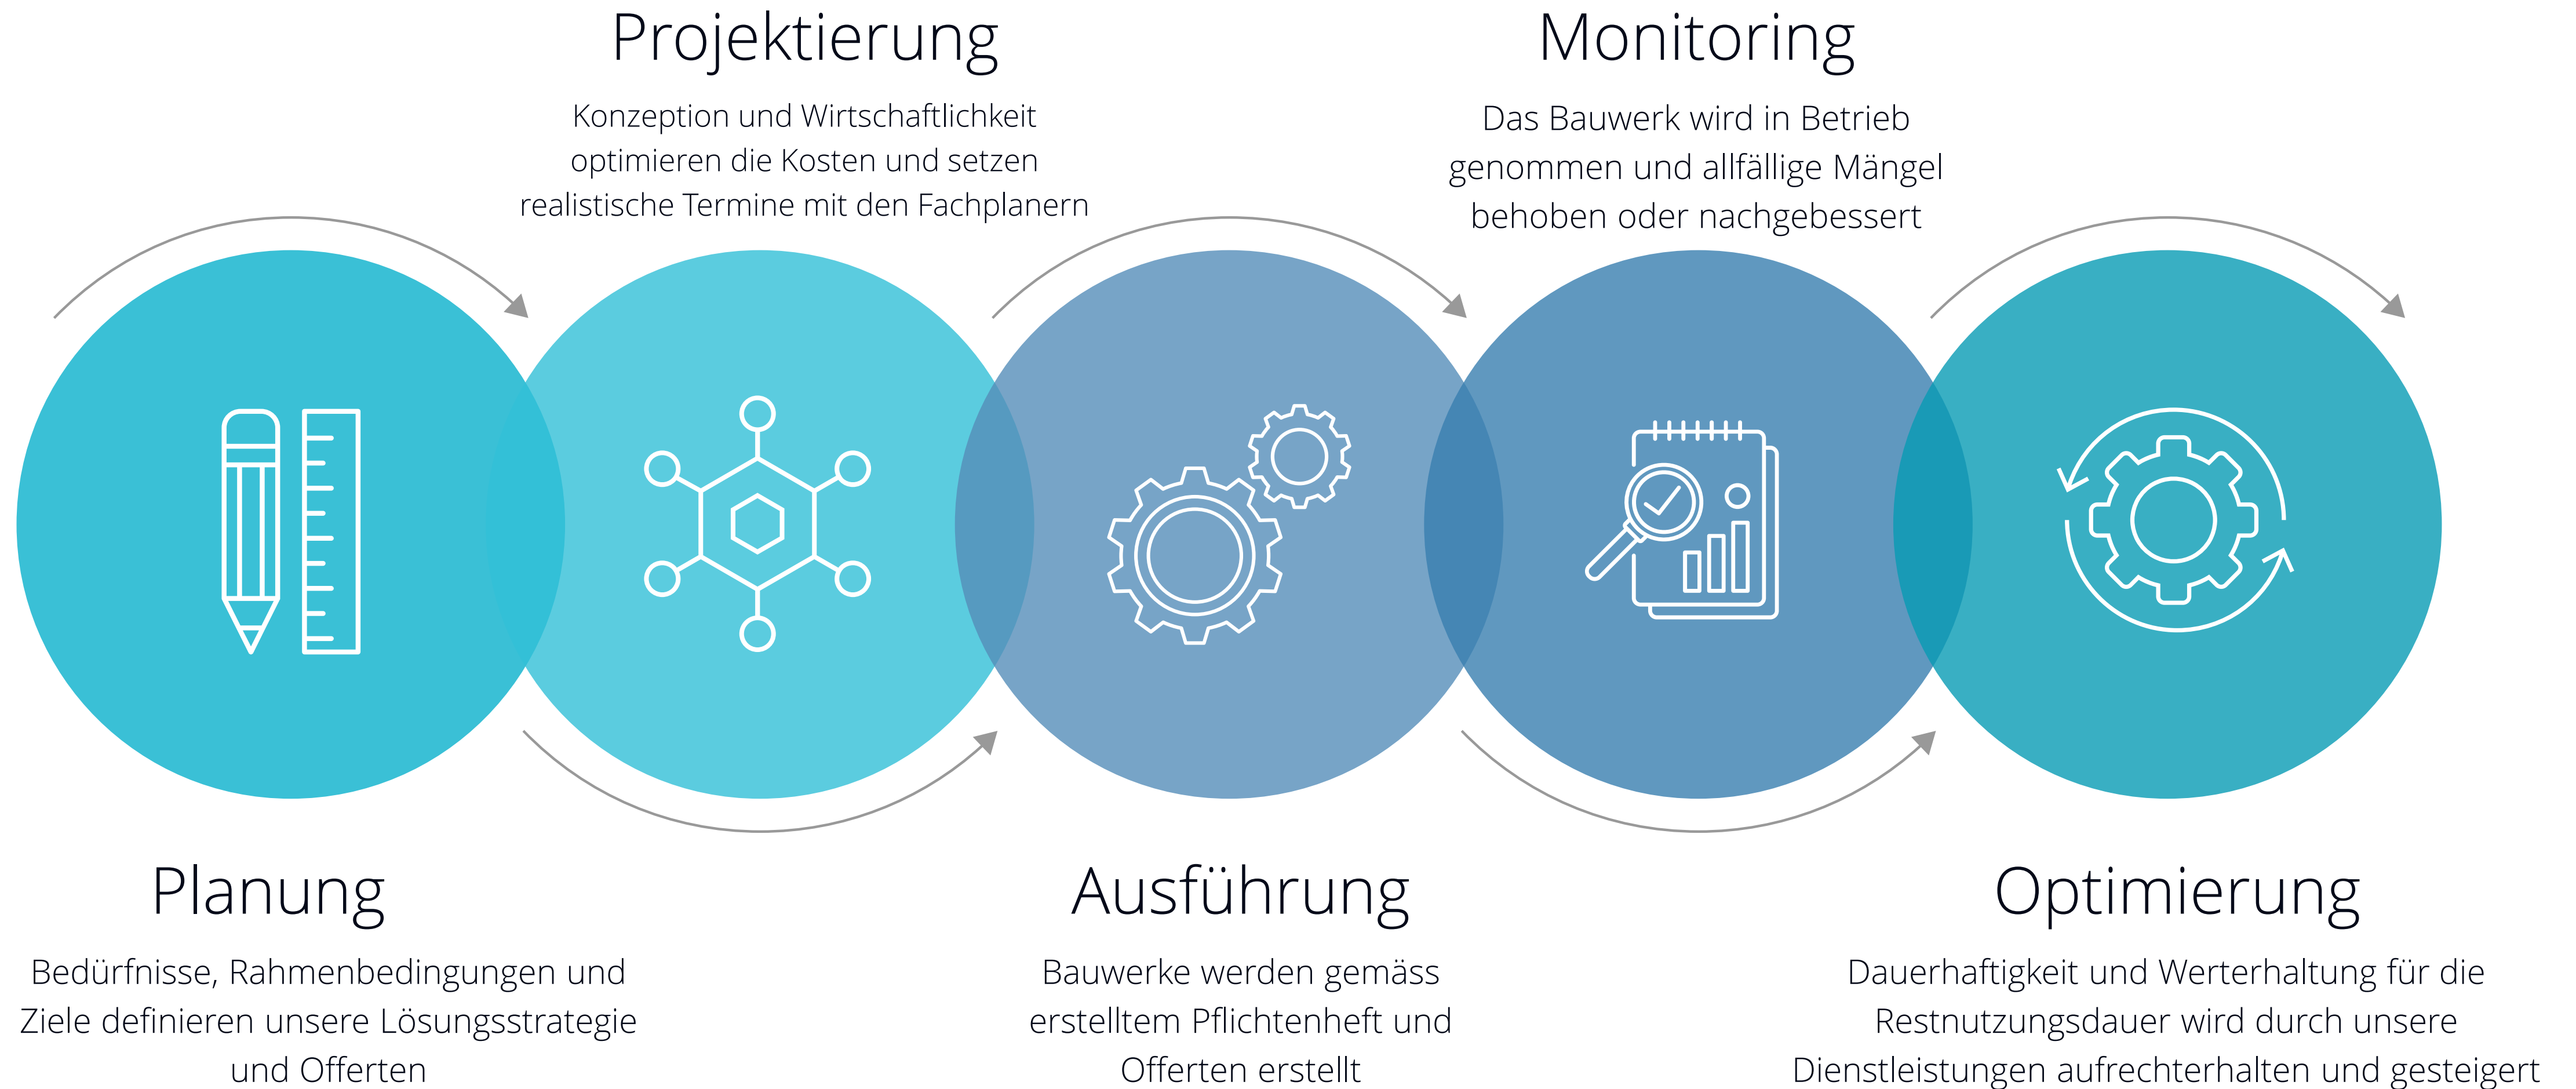 Projektierung
Konzeption und Wirtschaftlichkeit
optimieren die Kosten und setzen
realistische Termine mit den Fachplanern
Monitoring
Das Bauwerk wird in Betrieb
genommen und allfällige Mängel
behoben oder nachgebessert
Planung
Bedürfnisse, Rahmenbedingungen und
Ziele definieren unsere Lösungsstrategie
und Offerten
Ausführung
Bauwerke werden gemäss
erstelltem Pflichtenheft und
Offerten erstellt
Optimierung
Dauerhaftigkeit und Werterhaltung für die
Restnutzungsdauer wird durch unsere
Dienstleistungen aufrechterhalten und gesteigert